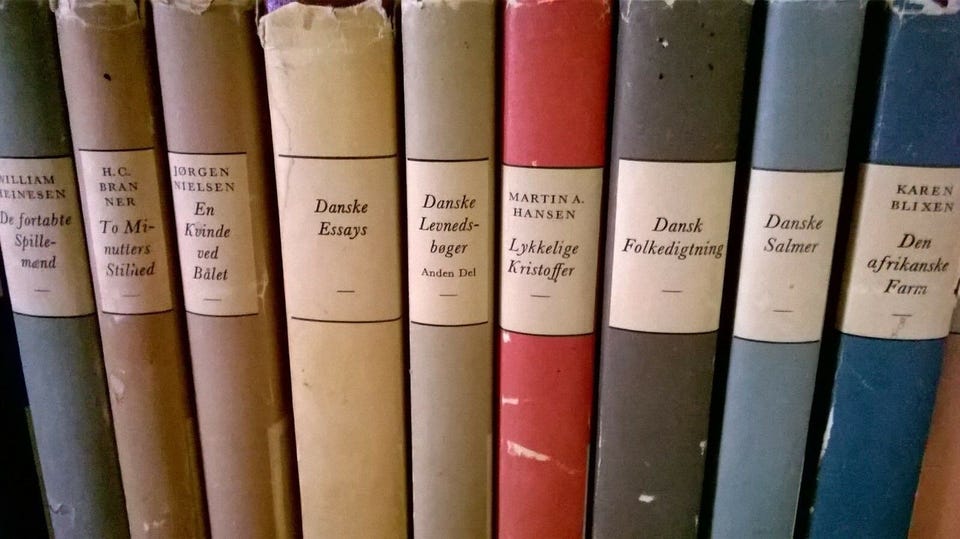 WILLIAM
HEINESEN
De fortabte
Spille-
mænd
H.C.
BRAN
NER
To Mi-
nutters
Stilhed
JØRGEN
NIELSEN
En
Kvinde
ved
Bålet
Danske
Essays
Danske
Levneds-
bøger
Anden Del
MARTIN A.
HANSEN
Lykkelige
Kristoffer
Dansk
Folkedigtning
Danske
Salmer
KAREN
BLIXEN
Den
afrikanske
Farm